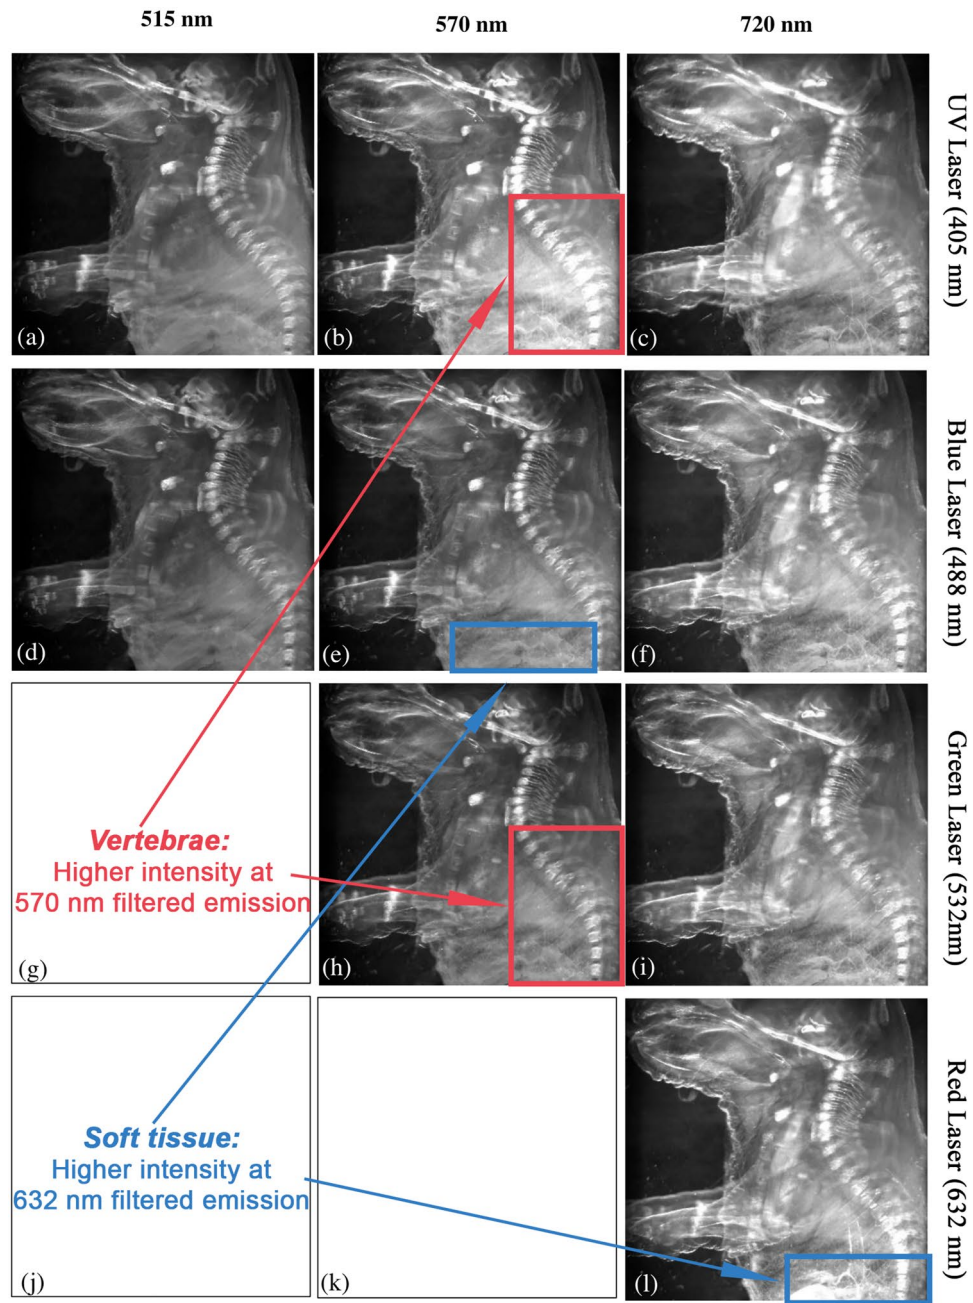 515 nm
570 nm
720 nm
UV Laser (405 nm)
(a)
(b)
(c)
Blue Laser (488 nm)
(d)
(e)
(f)
Green Laser (532nm)
Vertebrae:
Higher intensity at
570 nm filtered emission
(g)
(h)
(i)
Red Laser (632 nm)
Soft tissue:
Higher intensity at
632 nm filtered emission
(j)
(k)
(l)